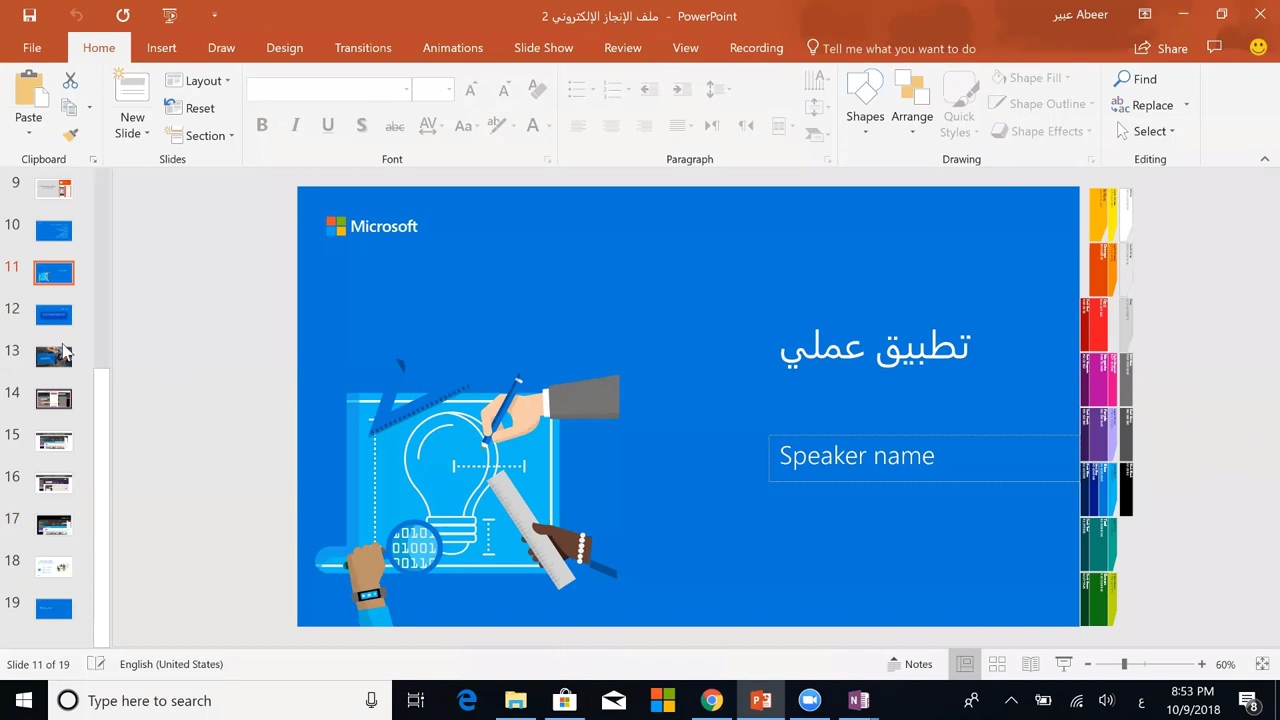 ملف الإنجاز الإلكتروني 2 - PowerPoint
عبير Abeer
File
Home
Insert
Draw
Design
Transitions
Animations
Slide Show
Review
View
Recording
Tell me what you want to do
Share
Paste
Clipboard
New Slide
Layout
Reset
Section
Slides
Font
Paragraph
Shapes
Arrange
Quick Styles
Shape Fill
Shape Outline
Shape Effects
Drawing
Find
Replace
Select
Editing
9
10
11
12
13
14
15
16
17
18
19
Microsoft
تطبيق عملي
Speaker name
10101
01001
00110
Slide 11 of 19
English (United States)
Notes
60%
Type here to search
ع
8:53 PM
10/9/2018
8